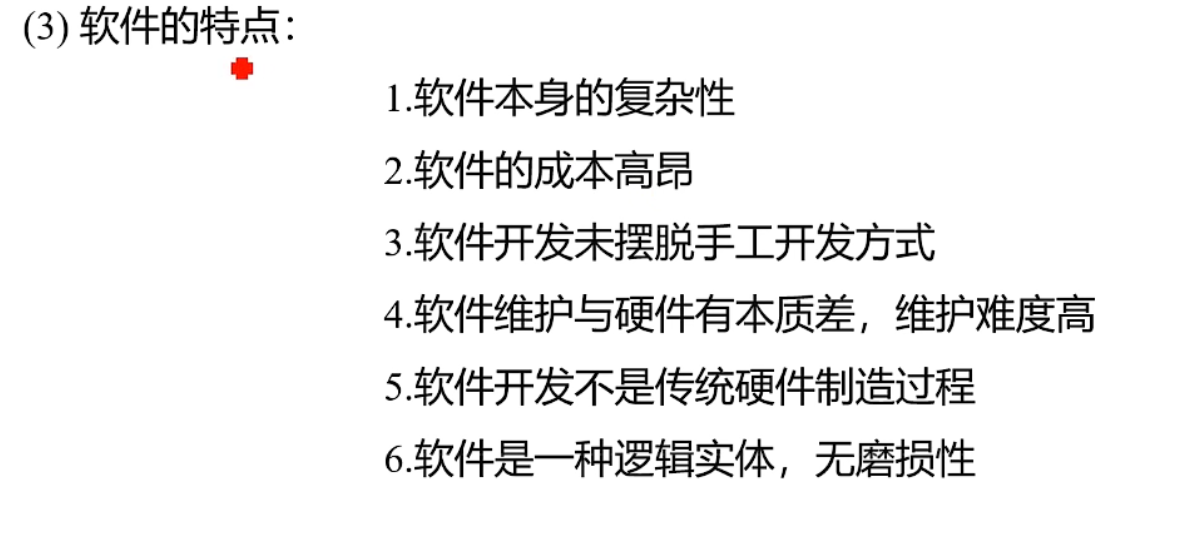 (3) 软件的特点：
1.软件本身的复杂性
2.软件的成本高昂
3.软件开发未摆脱手工开发方式
4.软件维护与硬件有本质差，维护难度高
5.软件开发不是传统硬件制造过程
6.软件是一种逻辑实体，无磨损性